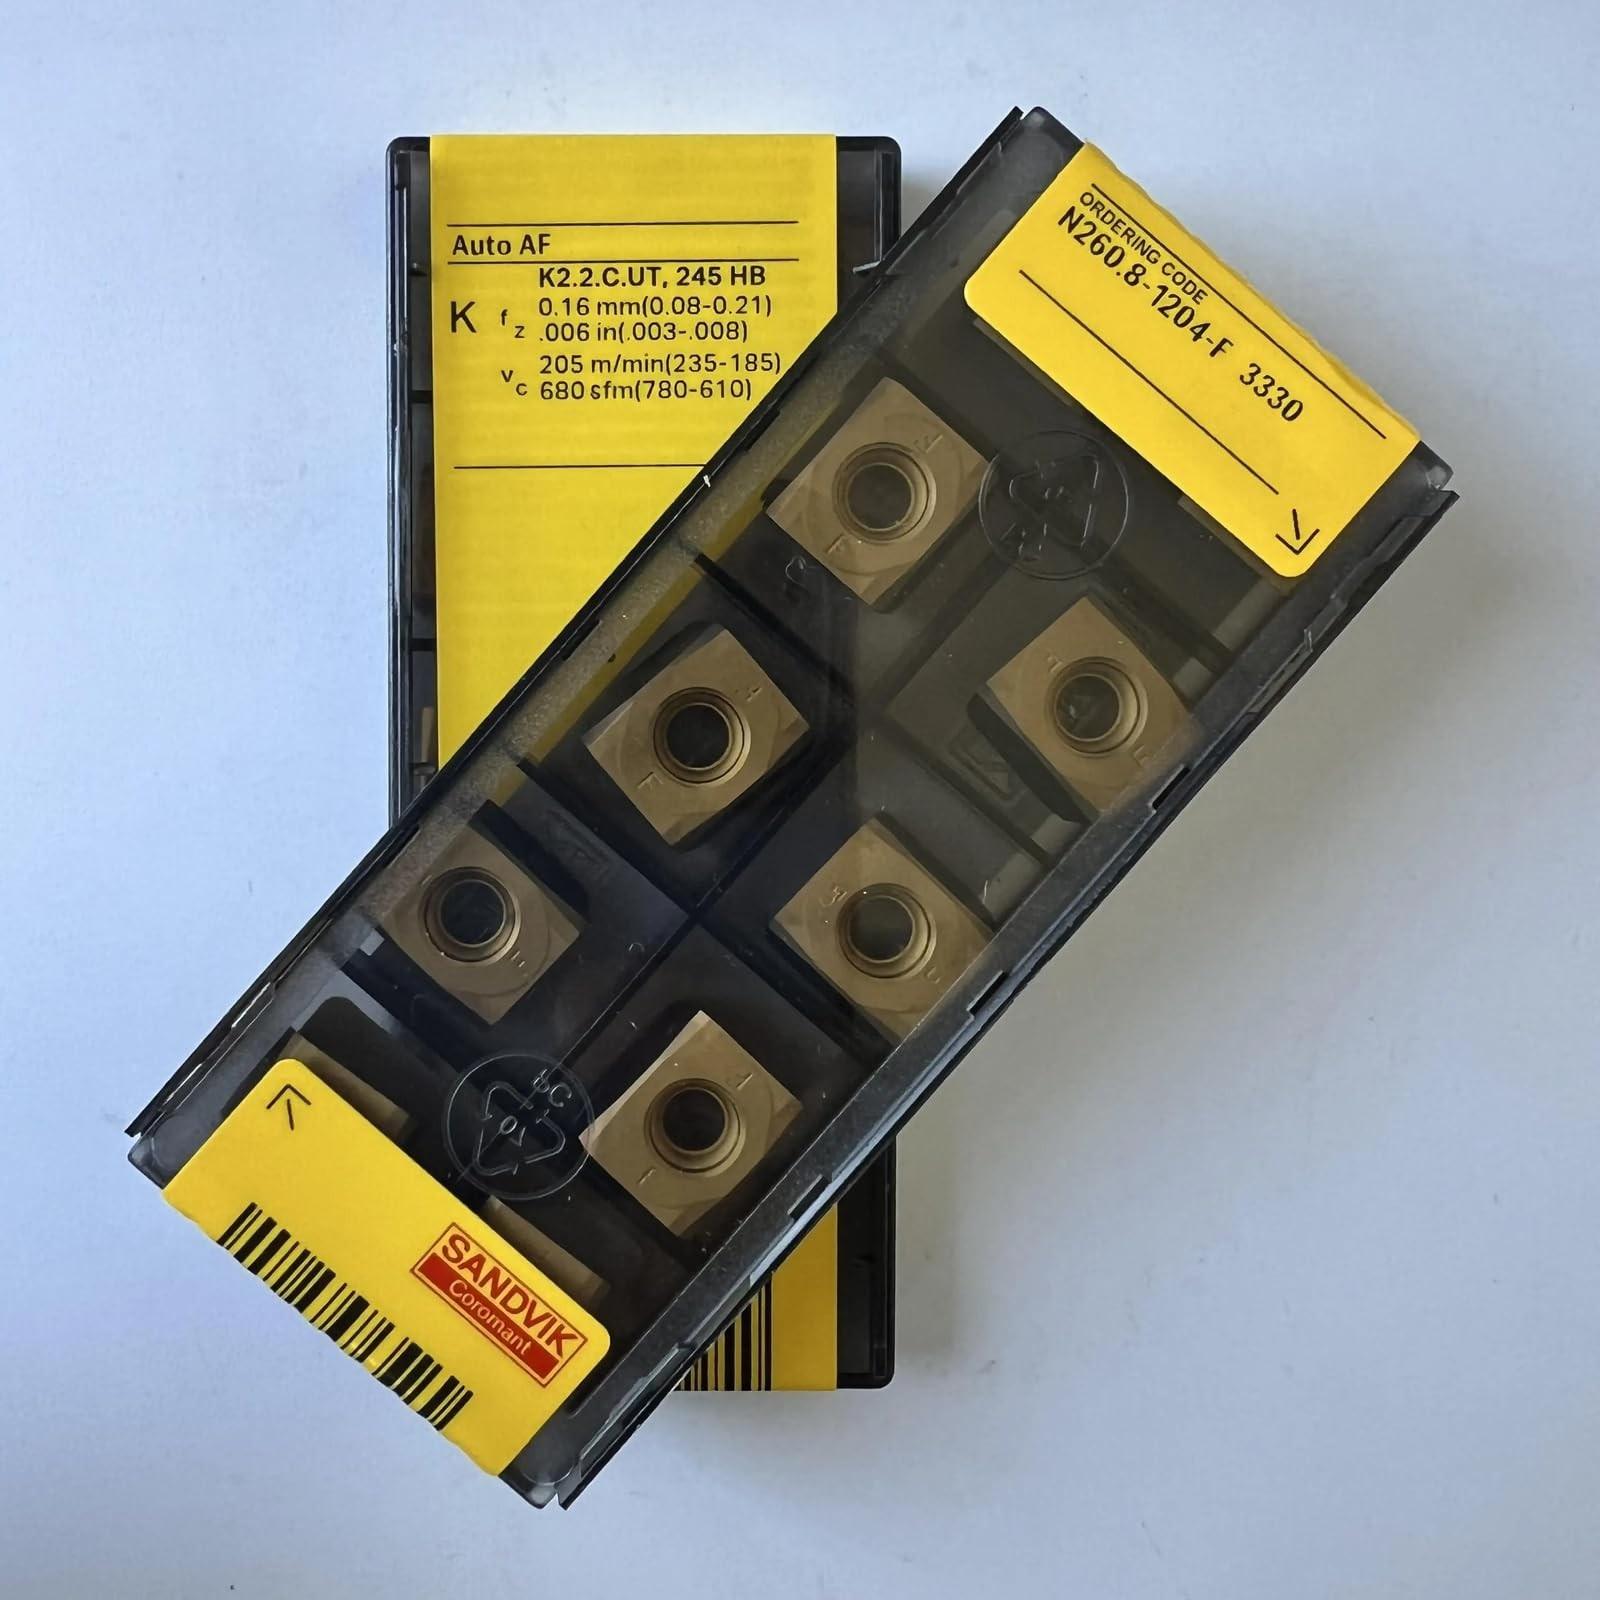 Auto AF
K2.2.C.UT, 245 HB
K fz 0.16 mm(0.08-0.21)
.006 in(.003-.008)
vc 205 m/min(235-185)
680 sfm(780-610)
ORDERING CODE
N260.8-1204-F 3330
F
F
F
F
PC
SANDVIK
Coromant